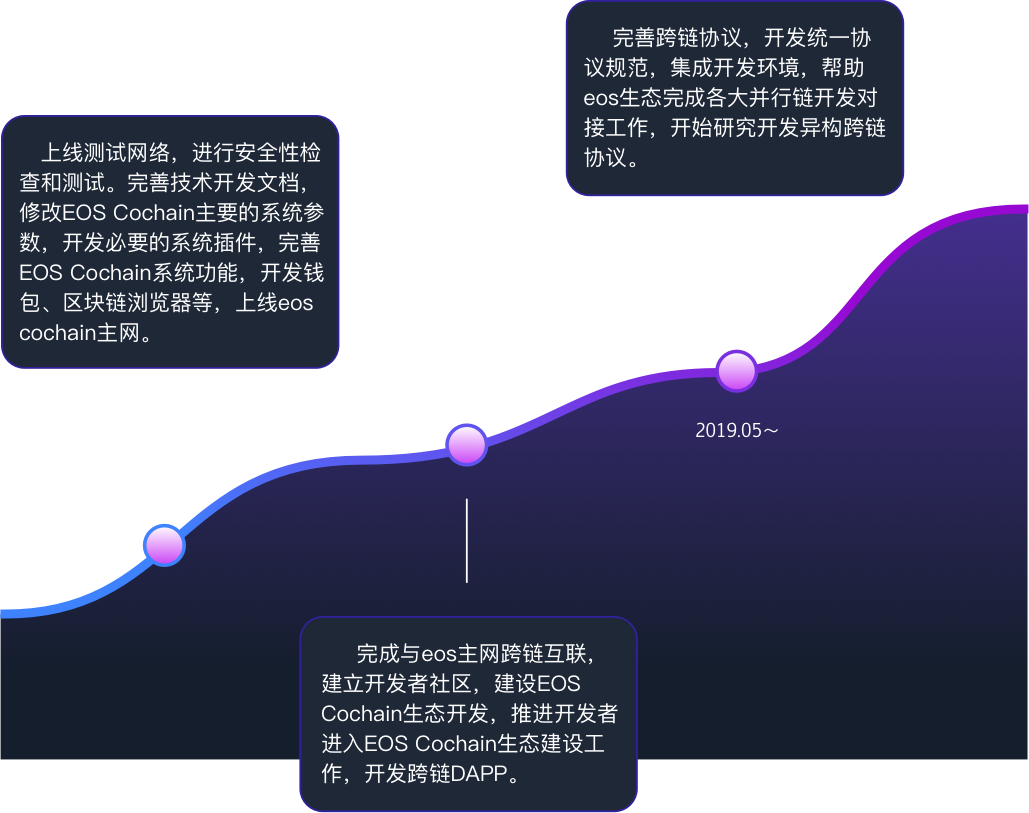 上线测试网络，进行安全性检
查和测试。完善技术开发文档，
修改EOS Cochain主要的系统参
数，开发必要的系统插件，完善
EOS Cochain系统功能，开发钱
包、区块链浏览器等，上线eos
cochain主网。
完成与eos主网跨链互联，
建立开发者社区，建设EOS
Cochain生态开发，推进开发者
进入EOS Cochain生态建设工
作，开发跨链DAPP。
完善跨链协议，开发统一协
议规范，集成开发环境，帮助
eos生态完成各大并行链开发对
接工作，开始研究开发异构跨链
协议。
2019.05～